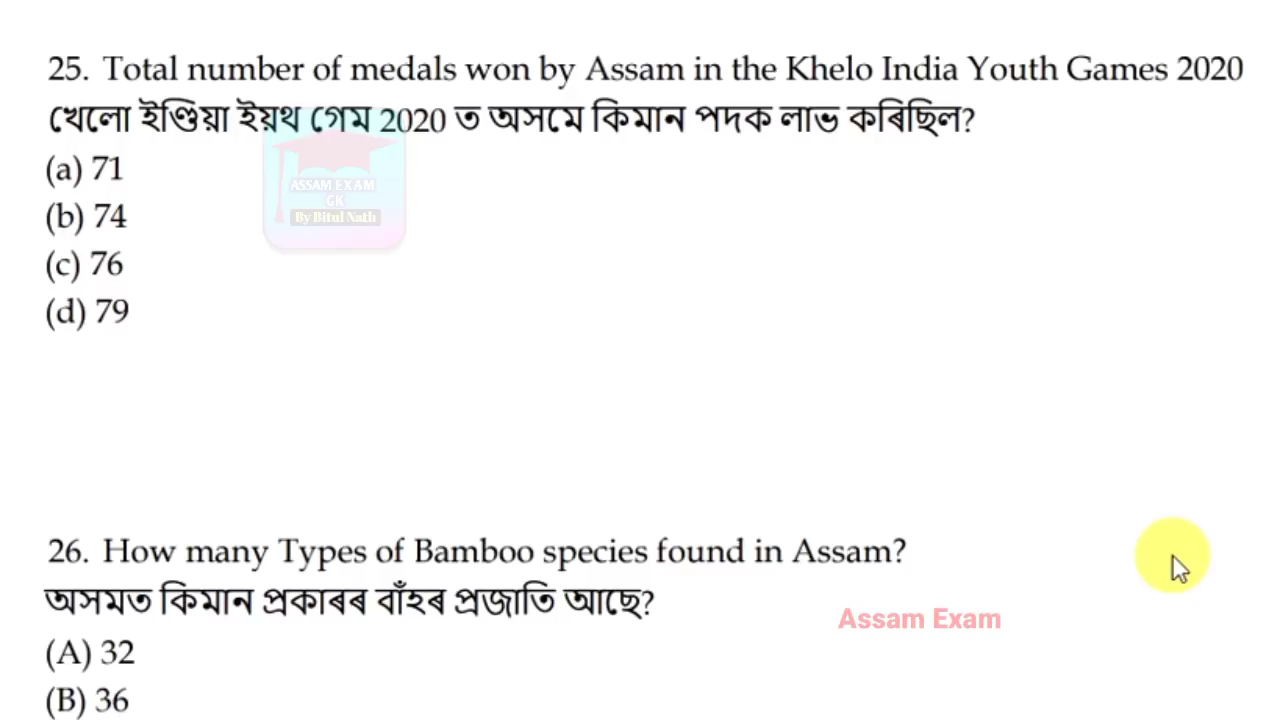 25. Total number of medals won by Assam in the Khelo India Youth Games 2020
খেলো ইণ্ডিয়া ইয়থ গেম 2020 ত অসমে কিমান পদক লাভ কৰিছিল?
(a) 71
ASSAM EXAM
GK
By Bitul Nath
(b) 74
(c) 76
(d) 79
26. How many Types of Bamboo species found in Assam?
অসমত কিমান প্ৰকাৰৰ বাঁহৰ প্ৰজাতি আছে?
Assam Exam
(A) 32
(B) 36